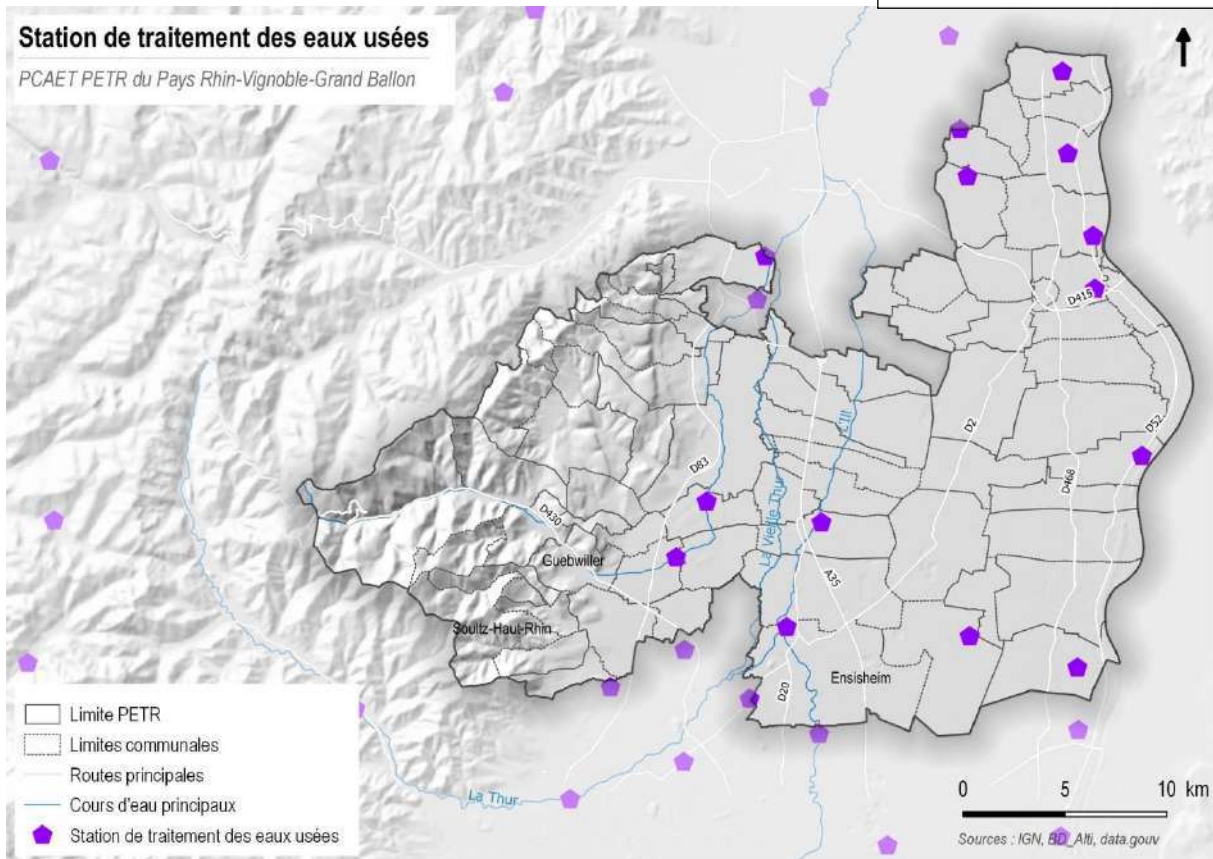 Station de traitement des eaux usées
PCAET PETR du Pays Rhin-Vignoble-Grand Ballon
D415
D2
D52
D468
D83
L'Ill
La Vieille Thur
D430
Guebwiller
A35
Soultz-Haut-Rhin
Ensisheim
D20
La Thur
Limite PETR
Limites communales
Routes principales
Cours d'eau principaux
Station de traitement des eaux usées
0 5 10 km
Sources : IGN, BD_Alti, data.gouv